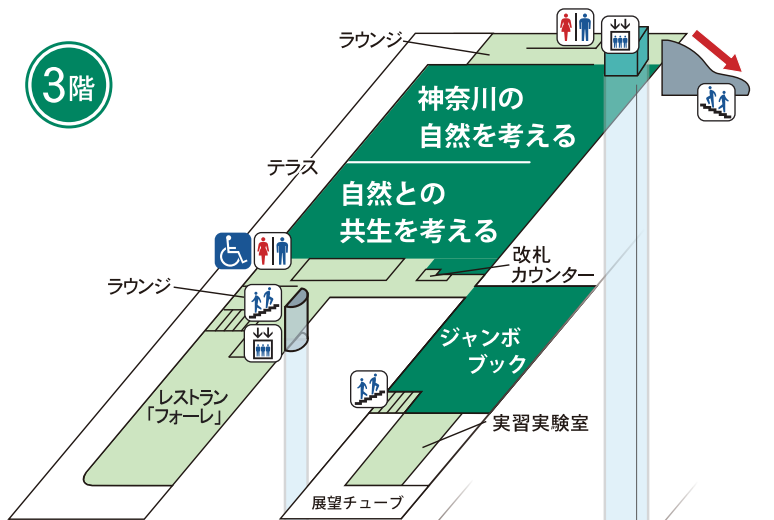 3階
ラウンジ
神奈川の
自然を考える
テラス
自然との
共生を考える
改札
カウンター
ラウンジ
ジャンボ
ブック
レストラン
「フォーレ」
実習実験室
展望チューブ